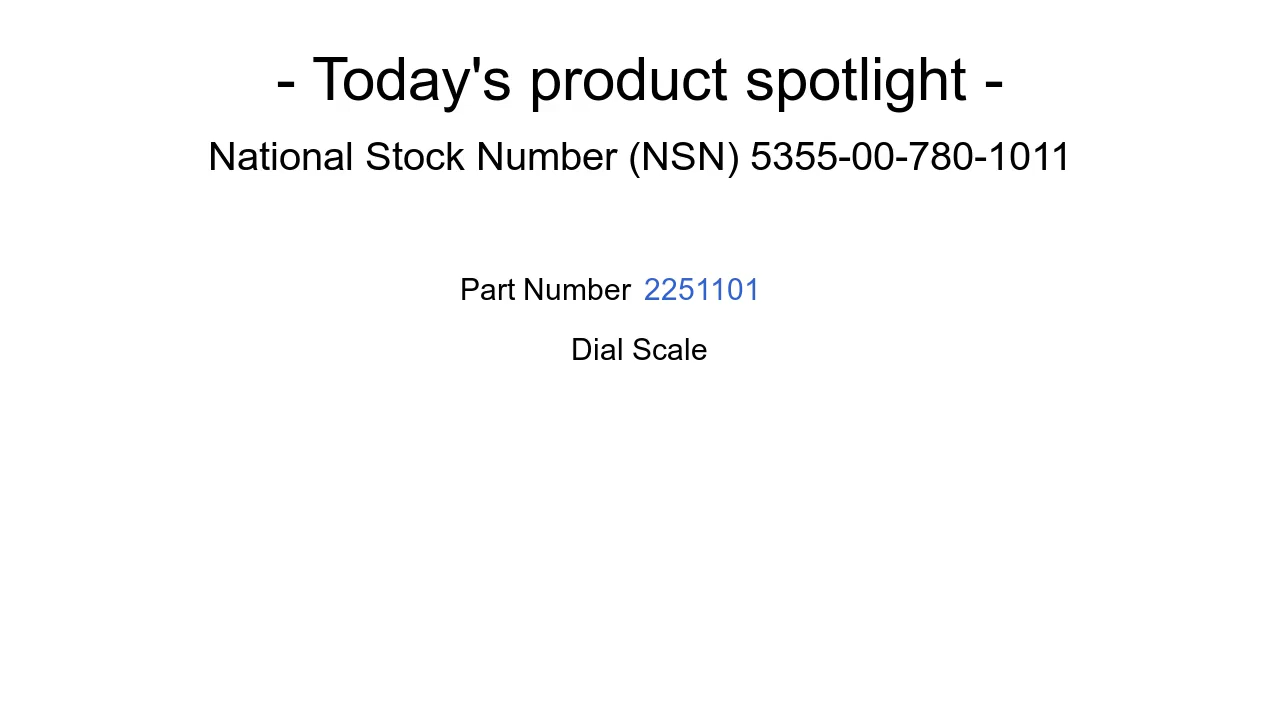 - Today's product spotlight -
National Stock Number (NSN) 5355-00-780-1011
Part Number 2251101
Dial Scale